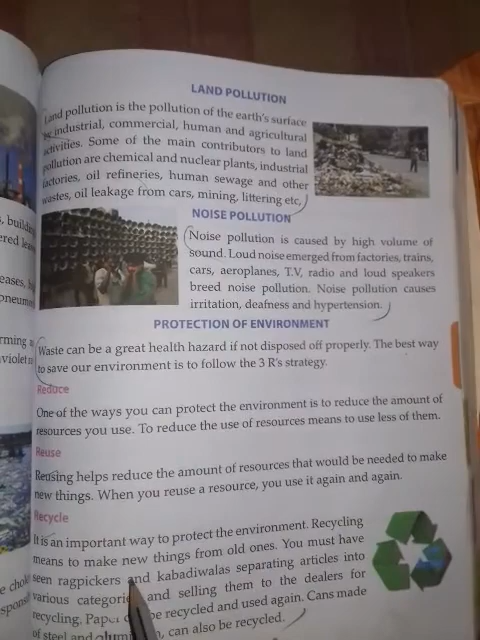 LAND POLLUTION
Land pollution is the pollution of the earth's surface
by industrial, commercial, human and agricultural
activities. Some of the main contributors to land
pollution are chemical and nuclear plants, industrial
factories, oil refineries, human sewage and other
wastes, oil leakage from cars, mining, littering etc,
NOISE POLLUTION
Noise pollution is caused by high volume of
sound. Loud noise emerged from factories, trains,
cars, aeroplanes, T.V, radio and loud speakers
breed noise pollution. Noise pollution causes
irritation, deafness and hypertension.
PROTECTION OF ENVIRONMENT
Waste can be a great health hazard if not disposed off properly. The best way
to save our environment is to follow the 3 R's strategy.
Reduce
One of the ways you can protect the environment is to reduce the amount of
resources you use. To reduce the use of resources means to use less of them.
Reuse
Reusing helps reduce the amount of resources that would be needed to make
new things. When you reuse a resource, you use it again and again.
Recycle
It is an important way to protect the environment. Recycling
means to make new things from old ones. You must have
seen ragpickers and kabadiwalas separating articles into
various and selling them to the dealers for
recycling. be recycled and used again. Cans made
of steel and can also be recycled.